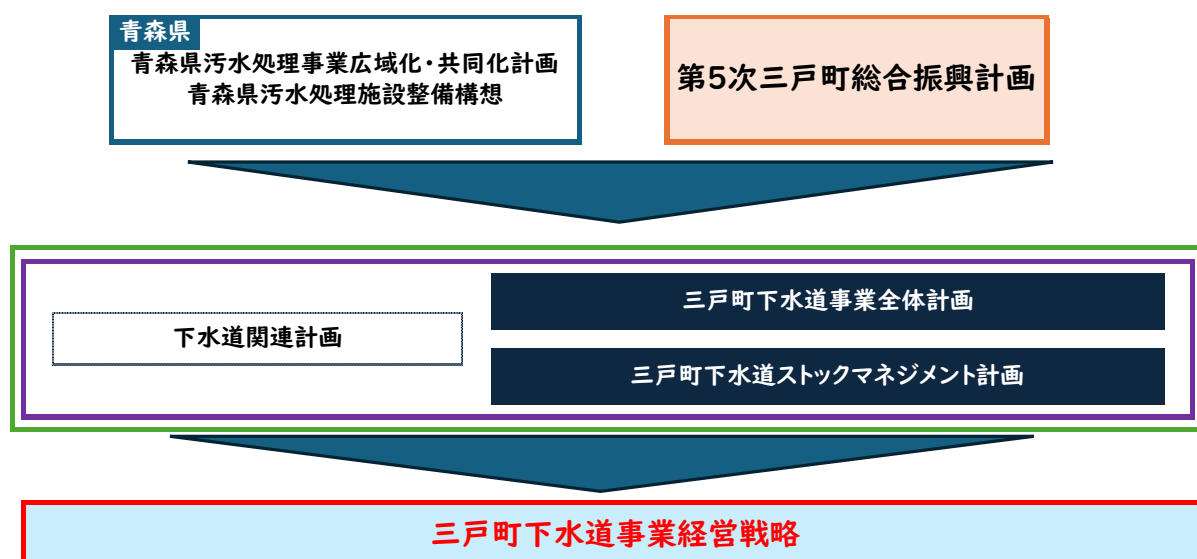 青森県
青森県汚水処理事業広域化・共同化計画
青森県汚水処理施設整備構想
第5次三戸町総合振興計画
下水道関連計画
三戸町下水道事業全体計画
三戸町下水道ストックマネジメント計画
三戸町下水道事業経営戦略